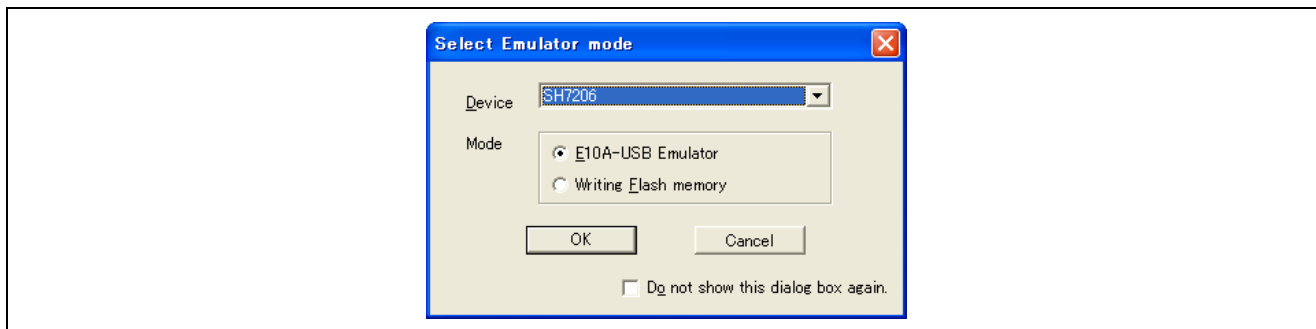 Select Emulator mode
Device
SH7206
Mode
E10A-USB Emulator
Writing Flash memory
OK
Cancel
Do not show this dialog box again.